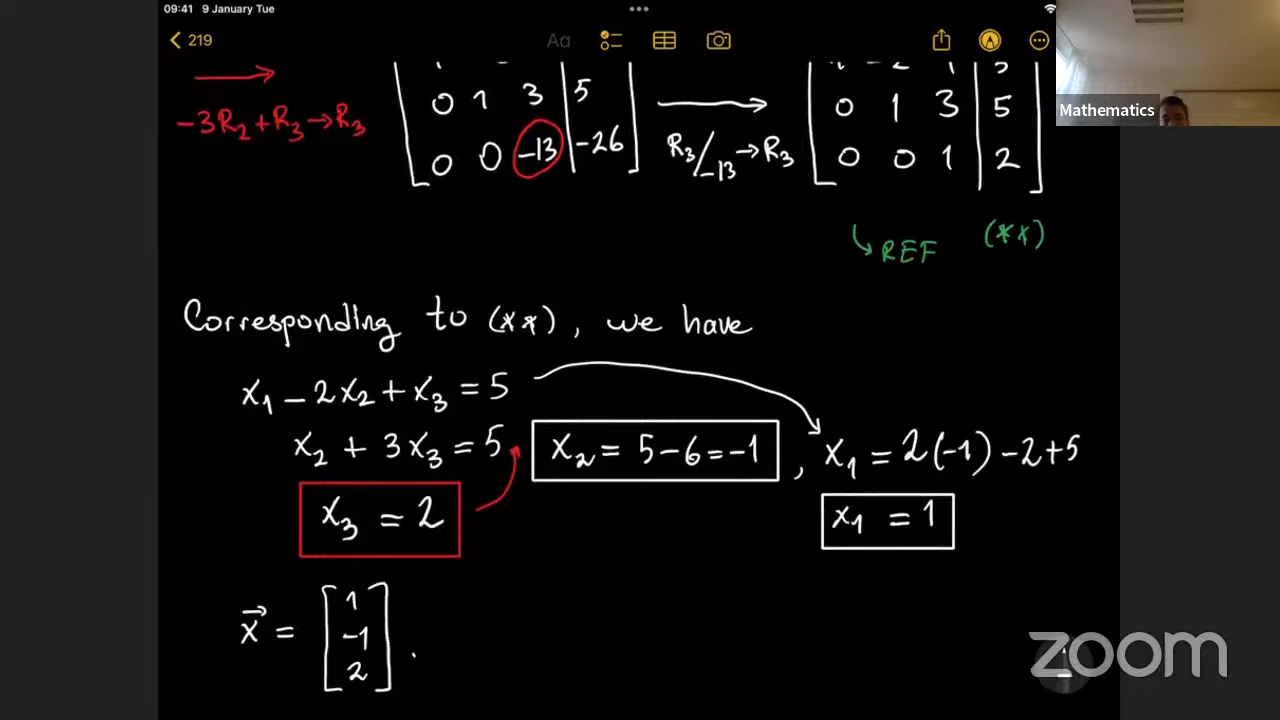 09:41 9 January Tue
219
Aa
Mathematics
-3R₂+R₃→R₃
0 1 3 | 5
0 0 -13 | -26
R₃/-13→R₃
0 1 3 | 5
0 0 1 | 2
↳REF (**)
Corresponding to (**), we have
x₁-2x₂+x₃=5
x₂+3x₃=5
x₂=5-6=-1, x₁=2(-1)-2+5
x₃=2
x₁=1
x⃗=[1
-1
2].
zoom